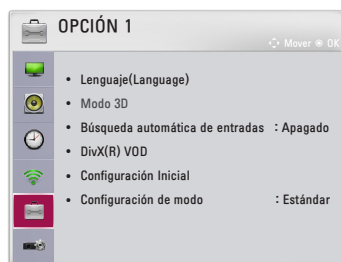 OPCIÓN 1
Mover OK
• Lenguaje(Language)
• Modo 3D
• Búsqueda automática de entradas : Apagado
• DivX(R) VOD
• Configuración Inicial
• Configuración de modo : Estándar